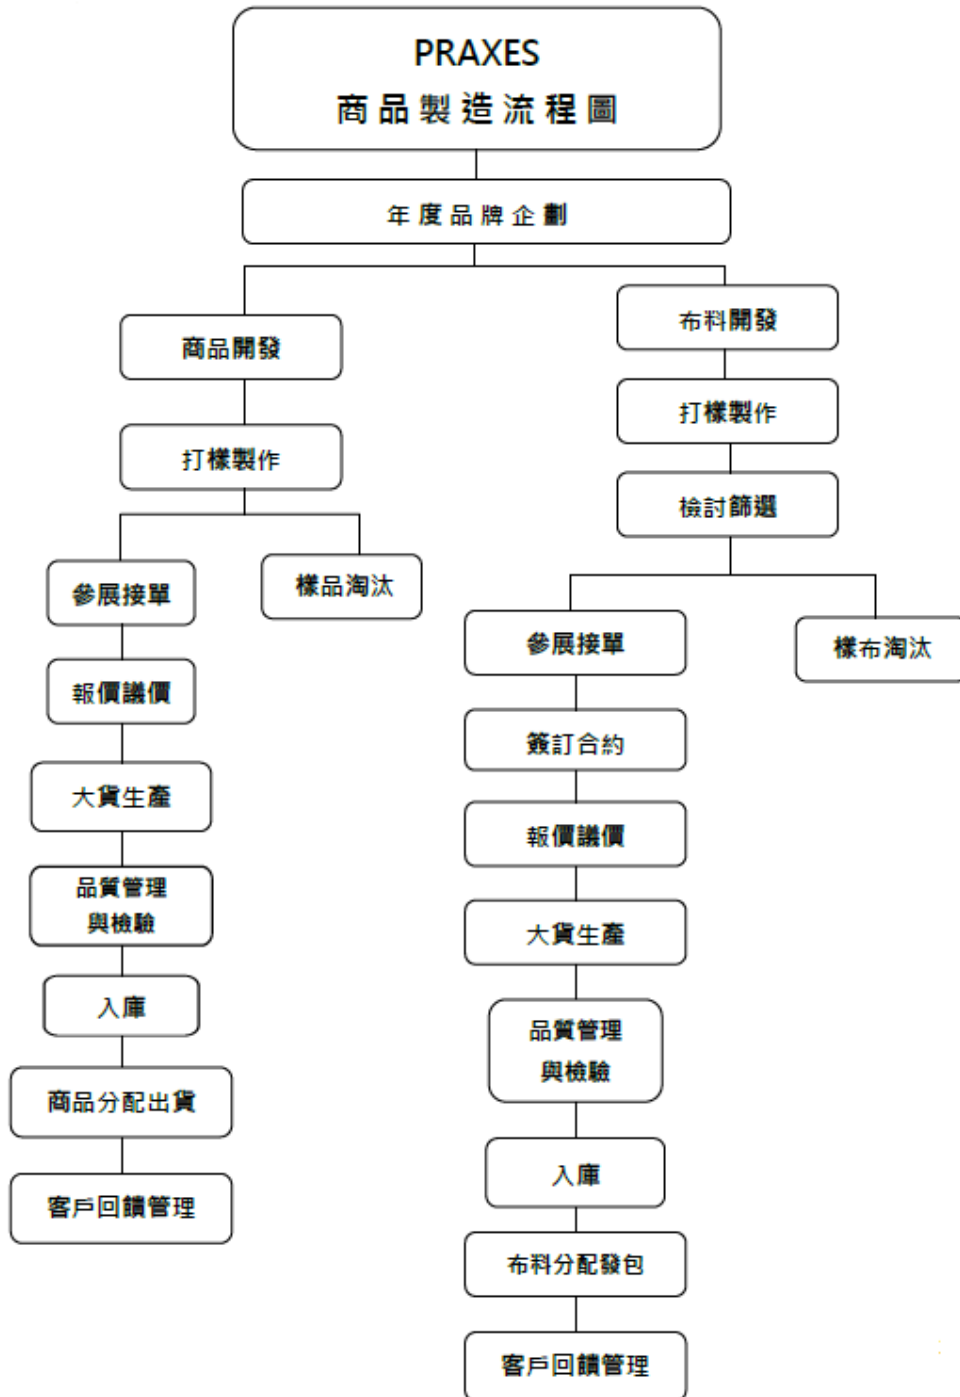 PRAXES
商品製造流程圖
年度品牌企劃
商品開發
打樣製作
參展接單
樣品淘汰
報價議價
大貨生產
品質管理
與檢驗
入庫
商品分配出貨
客戶回饋管理
布料開發
打樣製作
檢討篩選
參展接單
樣布淘汰
簽訂合約
報價議價
大貨生產
品質管理
與檢驗
入庫
布料分配發包
客戶回饋管理